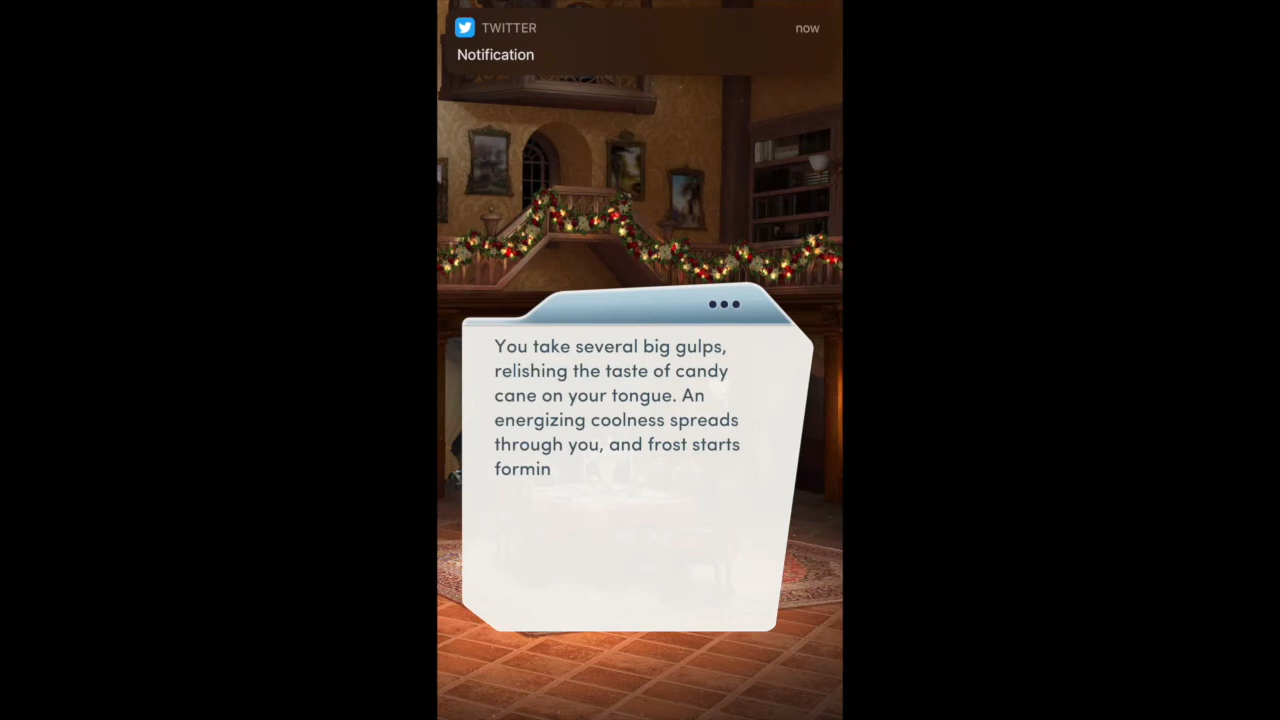 TWITTER
now
Notification
You take several big gulps,
relishing the taste of candy
cane on your tongue. An
energizing coolness spreads
through you, and frost starts
formin